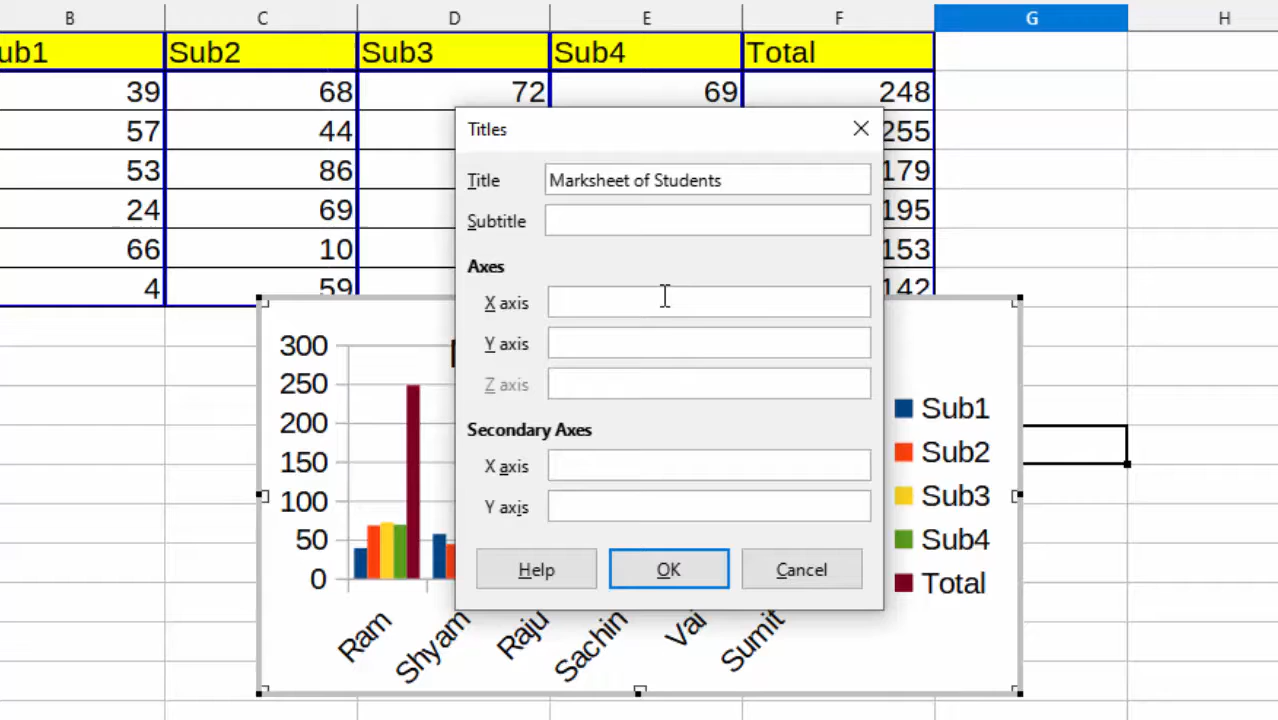 B C D E F G H
ub1 Sub2 Sub3 Sub4 Total
39 68 72 69 248
57 44 255
53 86 179
24 69 195
66 10 153
4 59 142
Titles
Title Marksheet of Students
Subtitle
Axes
X axis
Y axis
Z axis
Secondary Axes
X axis
Y axis
Help OK Cancel
300
250
200
150
100
50
0
Ram Shyam Raju Sachin Vai Sumit
Sub1
Sub2
Sub3
Sub4
Total